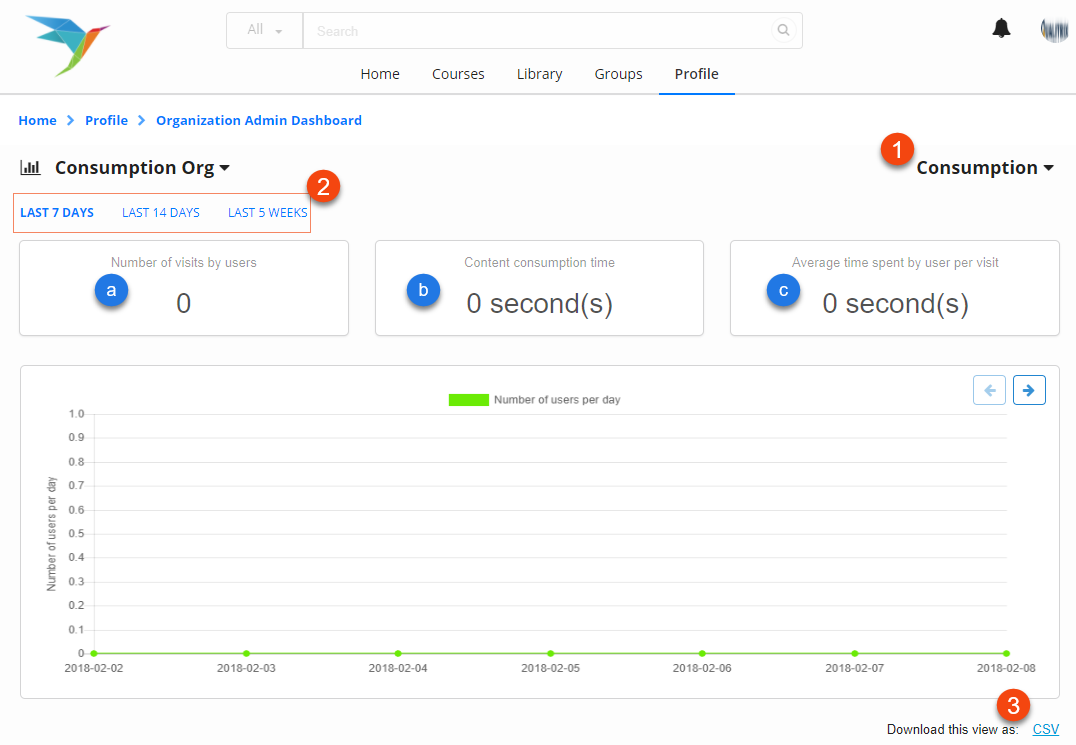 All
Search
Home Courses Library Groups Profile
Home Profile Organization Admin Dashboard
1
Consumption Org Consumption
2
LAST 7 DAYS LAST 14 DAYS LAST 5 WEEKS
Number of visits by users Content consumption time Average time spent by user per visit
a b c
0 0 second(s) 0 second(s)
Number of users per day
Number of users per day
1.0
0.9
0.8
0.7
0.6
0.5
0.4
0.3
0.2
0.1
0
2018-02-02 2018-02-03 2018-02-04 2018-02-05 2018-02-06 2018-02-07 2018-02-08
3
Download this view as: CSV